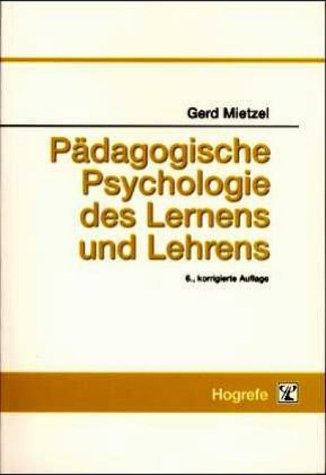 Gerd Mietzel
Pädagogische
Psychologie
des Lernens
und Lehrens
6., korrigierte Auflage
Hogrefe